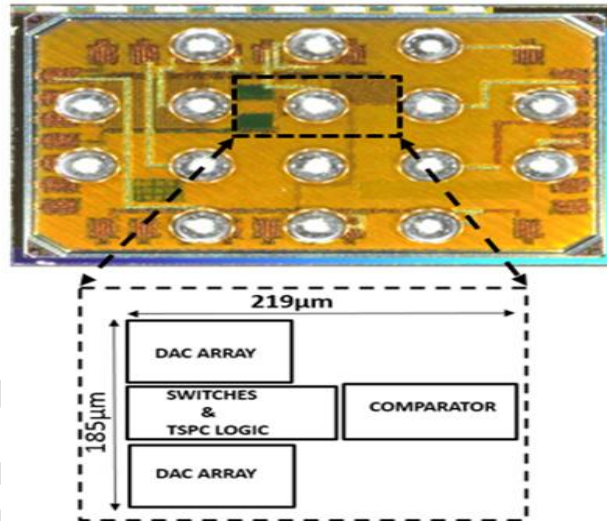 219µm
185µm
DAC ARRAY
SWITCHES
&
TSPC LOGIC
COMPARATOR
DAC ARRAY